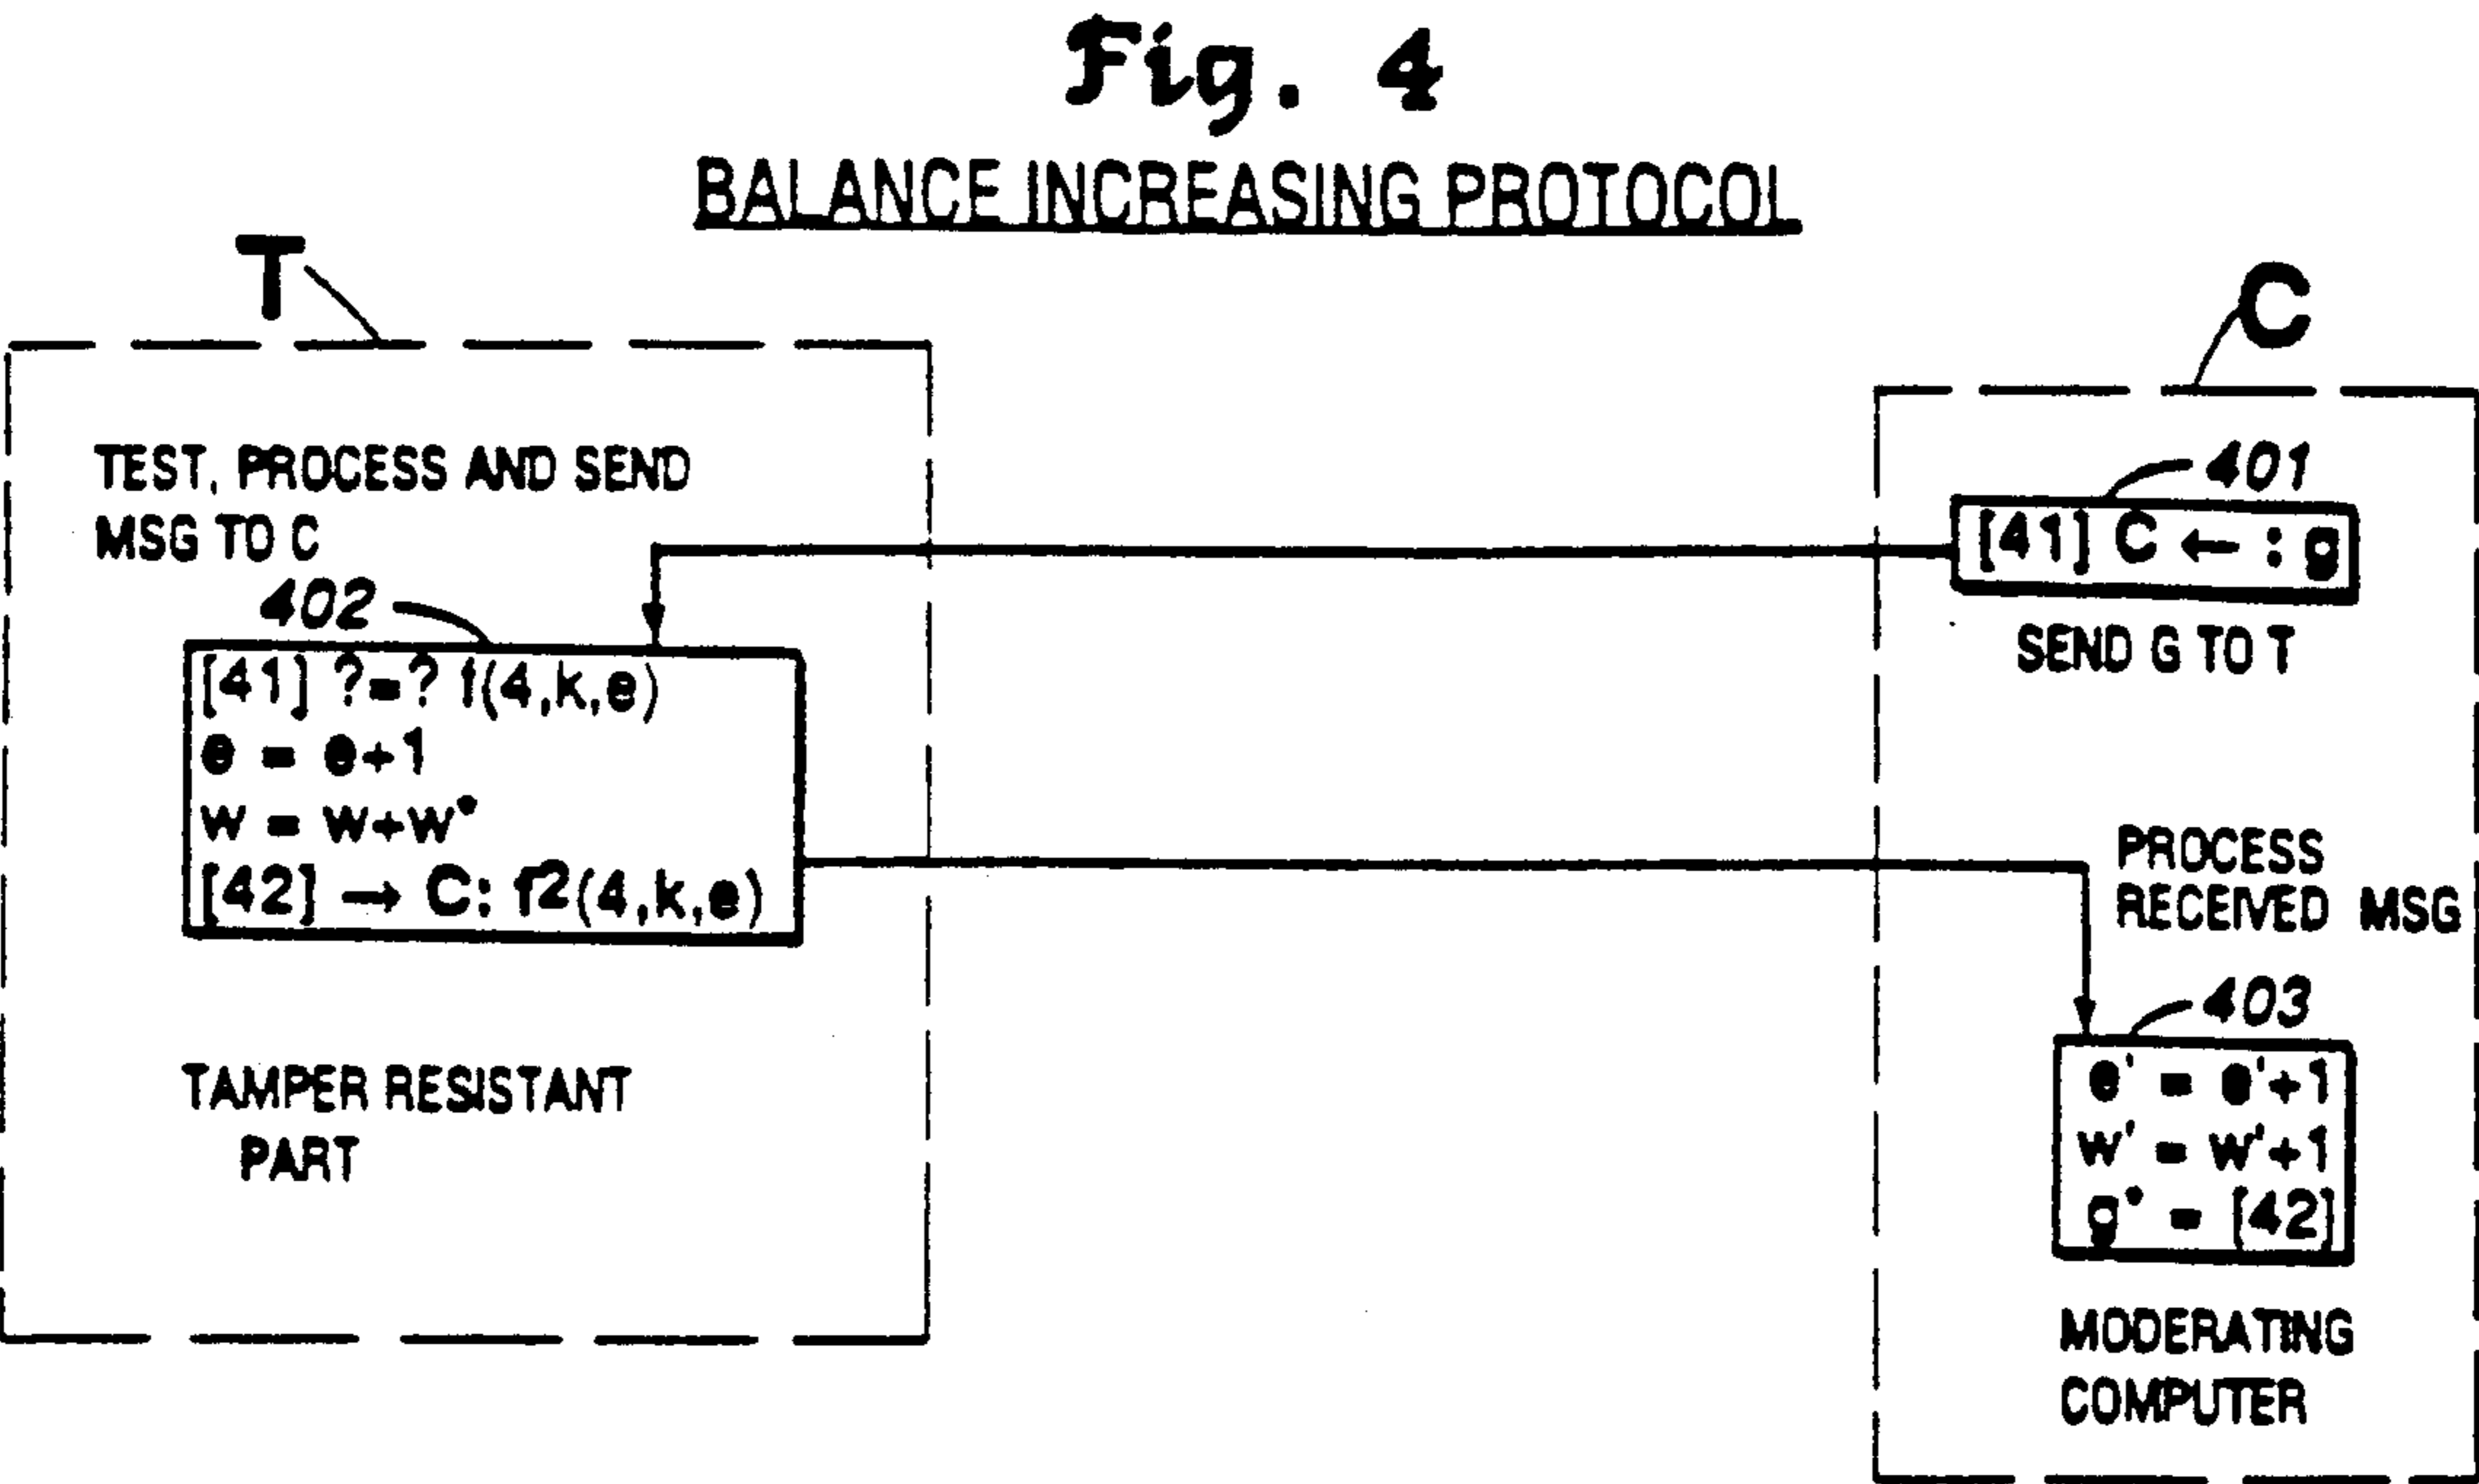 Fig. 4
BALANCE INCREASING PROTOCOL
T
C
TEST, PROCESS AND SEND
MSG TO C
402
[41] ?=? f(4,k,e)
e = e+1
w = w+w*
[42] → C: f2(4,k,e)
TAMPER RESISTANT
PART
401
[41] C ← : g
SEND G TO T
PROCESS
RECEIVED MSG
403
e' = e'+1
w' = w'+1
g* = [42]
MODERATING
COMPUTER